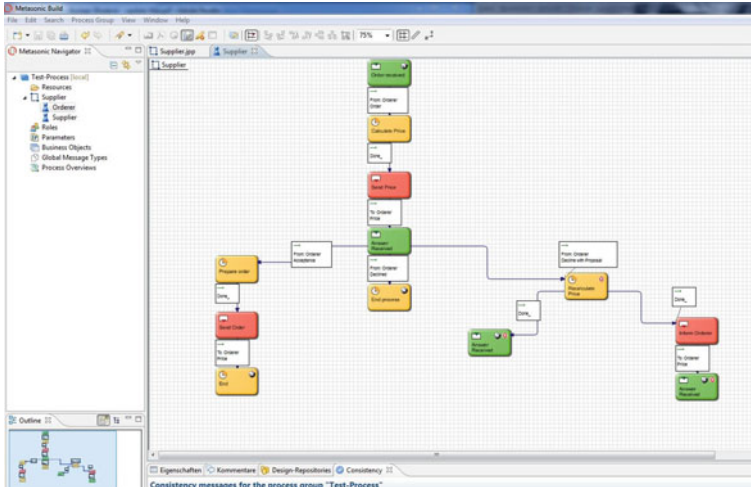 Metasonic Build
File Edit Search Process Group View Window Help
75%
Metasonic Navigator
Supplier.jpp
Supplier
Test-Process [local]
Resources
Supplier
Orderer
Supplier
Roles
Parameters
Business Objects
Global Message Types
Process Overviews
Supplier
Order received
From: Orderer
Order
Calculate Price
Done_
Send Price
To: Orderer
Price
Answer
Received
From: Orderer
Acceptance
From: Orderer
Declined
From: Orderer
Decline with Proposal
Prepare order
Done_
Send Order
To: Orderer
Price
End
End process
Recalculate
Price
Done_
Answer
Received
Done_
Inform Orderer
To: Orderer
Price
Answer
Received
Outline
Eigenschaften
Kommentare
Design-Repositories
Consistency
Consistency messages for the process group "Test-Process"